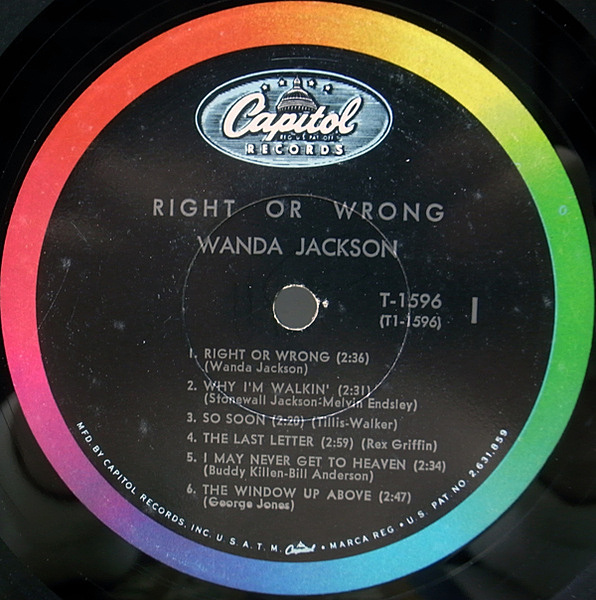 Capitol
REG. U.S. PAT. OFF.
RECORDS
RIGHT OR WRONG
WANDA JACKSON
T-1596 1
(T1-1596)
1. RIGHT OR WRONG (2:36)
(Wanda Jackson)
2. WHY I'M WALKIN' (2:31)
(Stonewall Jackson-Melvin Endsley)
3. SO SOON (2:20) (Tillis-Walker)
4. THE LAST LETTER (2:59) (Rex Griffin)
5. I MAY NEVER GET TO HEAVEN (2:34)
(Buddy Killen-Bill Anderson)
6. THE WINDOW UP ABOVE (2:47)
(George Jones)
MFD. BY CAPITOL RECORDS, INC. U.S.A. T.M. Capitol • MARCA REG • U.S. PAT. NO. 2,631,859